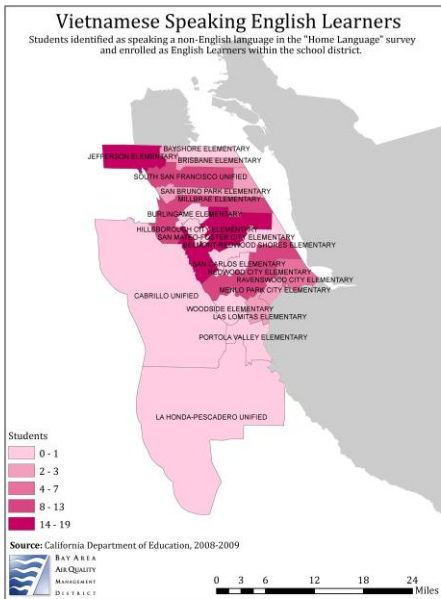 Vietnamese Speaking English Learners
Students identified as speaking a non-English language in the "Home Language" survey
and enrolled as English Learners within the school district.
BAYSHORE ELEMENTARY
JEFFERSON ELEMENTARY
BRISBANE ELEMENTARY
SOUTH SAN FRANCISCO UNIFIED
SAN BRUNO PARK ELEMENTARY
MILLBRAE ELEMENTARY
BURLINGAME ELEMENTARY
HILLSBOROUGH CITY ELEMENTARY
SAN MATEO-FOSTER CITY ELEMENTARY
BELMONT-REDWOOD SHORES ELEMENTARY
SAN CARLOS ELEMENTARY
REDWOOD CITY ELEMENTARY
RAVENSWOOD CITY ELEMENTARY
MENLO PARK CITY ELEMENTARY
CABRILLO UNIFIED
WOODSIDE ELEMENTARY
LAS LOMITAS ELEMENTARY
PORTOLA VALLEY ELEMENTARY
LA HONDA-PESCADERO UNIFIED
Students
0 - 1
2 - 3
4 - 7
8 - 13
14 - 19
Source: California Department of Education, 2008-2009
BAY AREA
AIR QUALITY
MANAGEMENT
DISTRICT
0 3 6 12 18 24
Miles